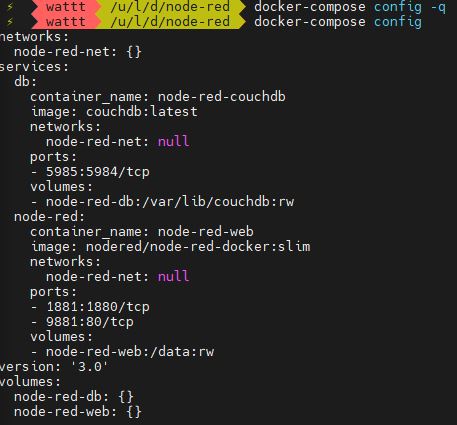 ⚡ wattt /u/l/d/node-red docker-compose config -q
⚡ wattt /u/l/d/node-red docker-compose config
networks:
  node-red-net: {}
services:
  db:
    container_name: node-red-couchdb
    image: couchdb:latest
    networks:
      node-red-net: null
    ports:
    - 5985:5984/tcp
    volumes:
    - node-red-db:/var/lib/couchdb:rw
  node-red:
    container_name: node-red-web
    image: nodered/node-red-docker:slim
    networks:
      node-red-net: null
    ports:
    - 1881:1880/tcp
    - 9881:80/tcp
    volumes:
    - node-red-web:/data:rw
version: '3.0'
volumes:
  node-red-db: {}
  node-red-web: {}